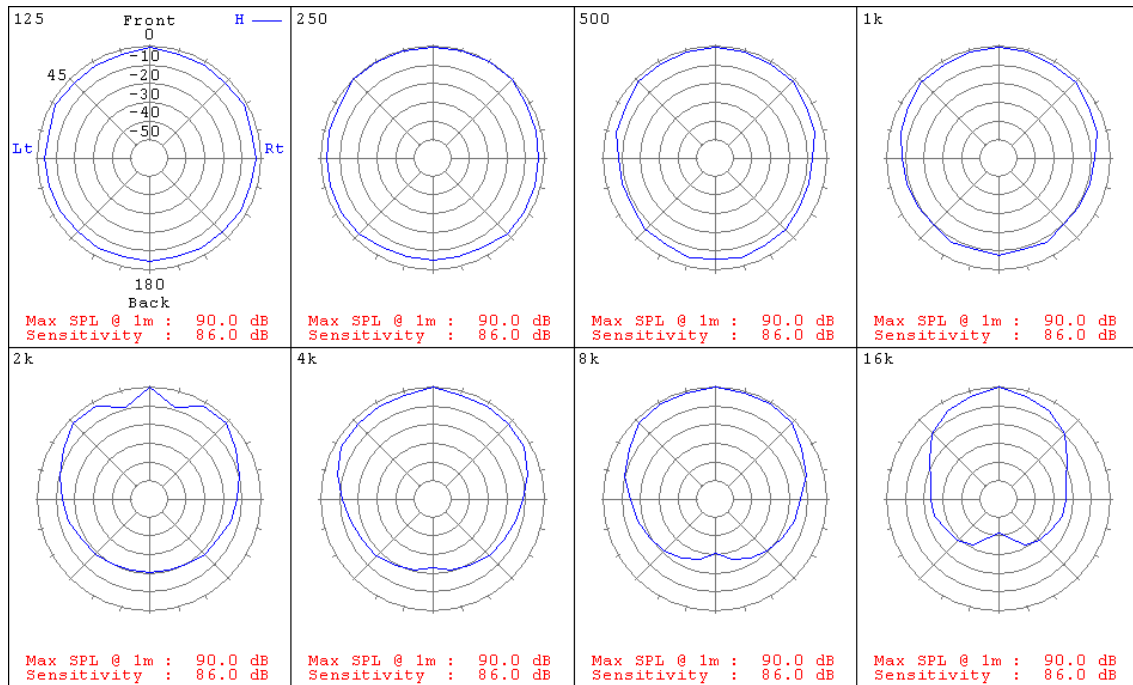 125 Front H
0
-10
45 -20
-30
-40
-50
Lt Rt
180
Back
Max SPL @ 1m : 90.0 dB
Sensitivity : 86.0 dB
250
Max SPL @ 1m : 90.0 dB
Sensitivity : 86.0 dB
500
Max SPL @ 1m : 90.0 dB
Sensitivity : 86.0 dB
1k
Max SPL @ 1m : 90.0 dB
Sensitivity : 86.0 dB
2k
Max SPL @ 1m : 90.0 dB
Sensitivity : 86.0 dB
4k
Max SPL @ 1m : 90.0 dB
Sensitivity : 86.0 dB
8k
Max SPL @ 1m : 90.0 dB
Sensitivity : 86.0 dB
16k
Max SPL @ 1m : 90.0 dB
Sensitivity : 86.0 dB